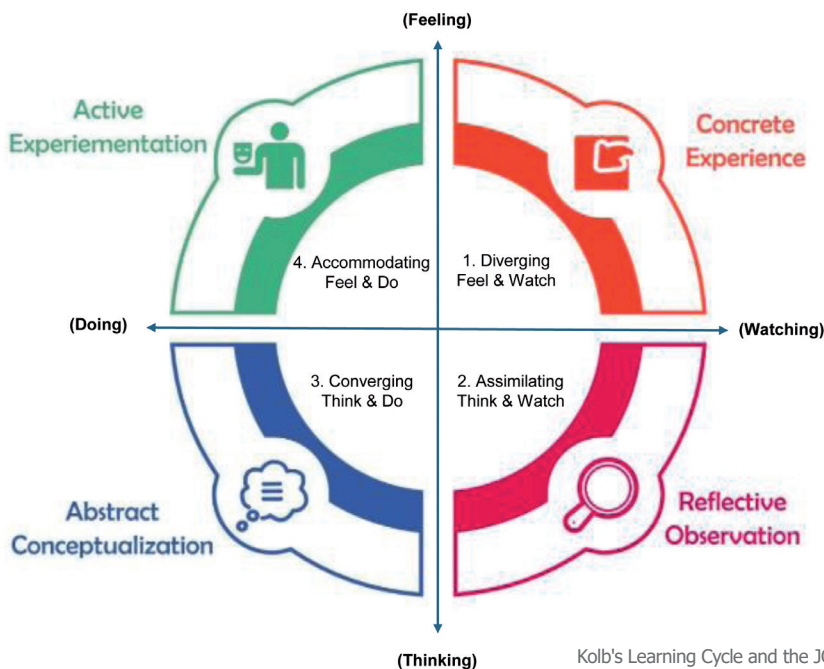 (Feeling)
Active
Experiementation
Concrete
Experience
4. Accommodating
Feel & Do
1. Diverging
Feel & Watch
(Doing)
(Watching)
3. Converging
Think & Do
2. Assimilating
Think & Watch
Abstract
Conceptualization
Reflective
Observation
(Thinking)
Kolb's Learning Cycle and the